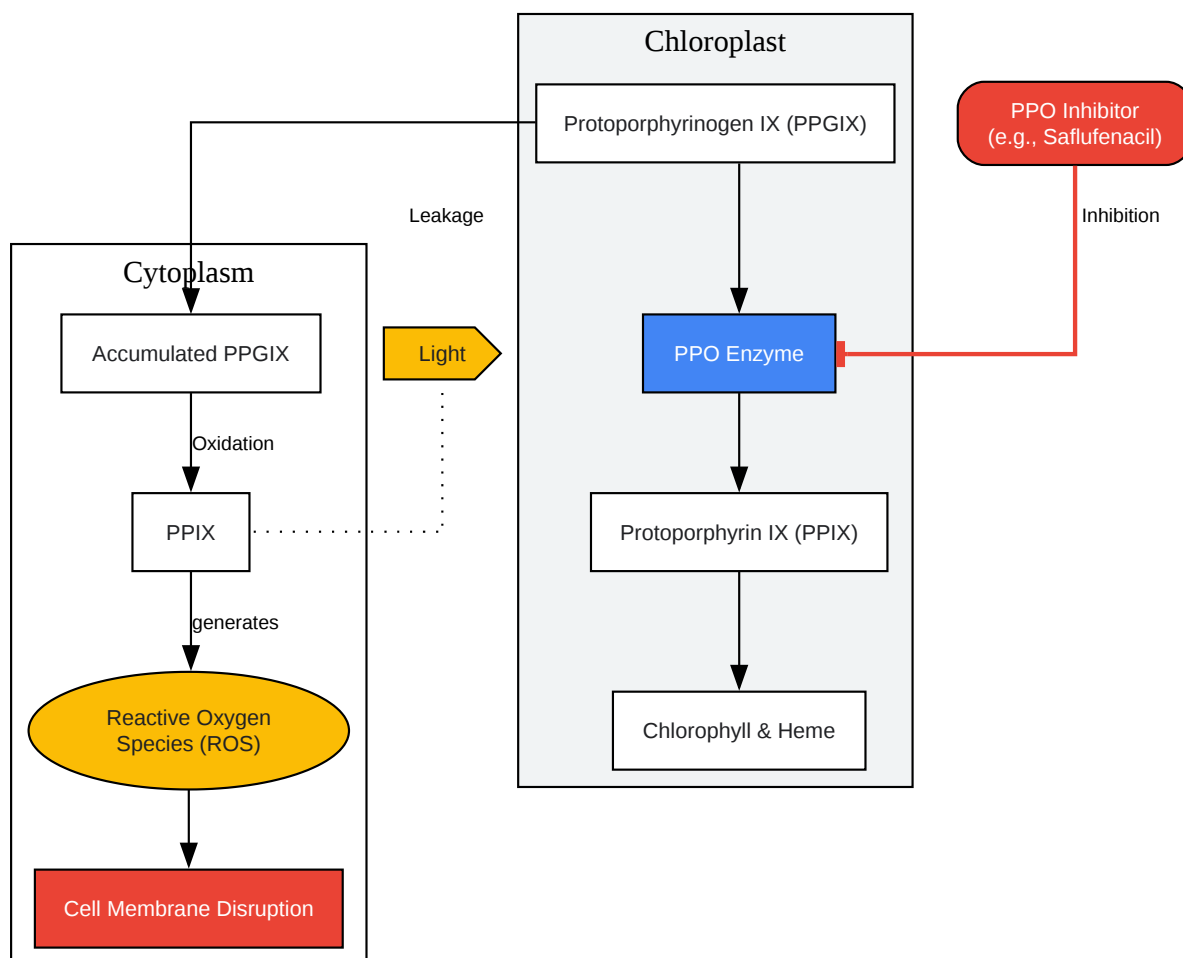 Chloroplast
Protoporphyrinogen IX (PPGIX)
PPO Inhibitor
(e.g., Saflufenacil)
Leakage
Inhibition
Cytoplasm
Accumulated PPGIX
Light
PPO Enzyme
Oxidation
PPIX
Protoporphyrin IX (PPIX)
generates
Reactive Oxygen
Species (ROS)
Chlorophyll & Heme
Cell Membrane Disruption